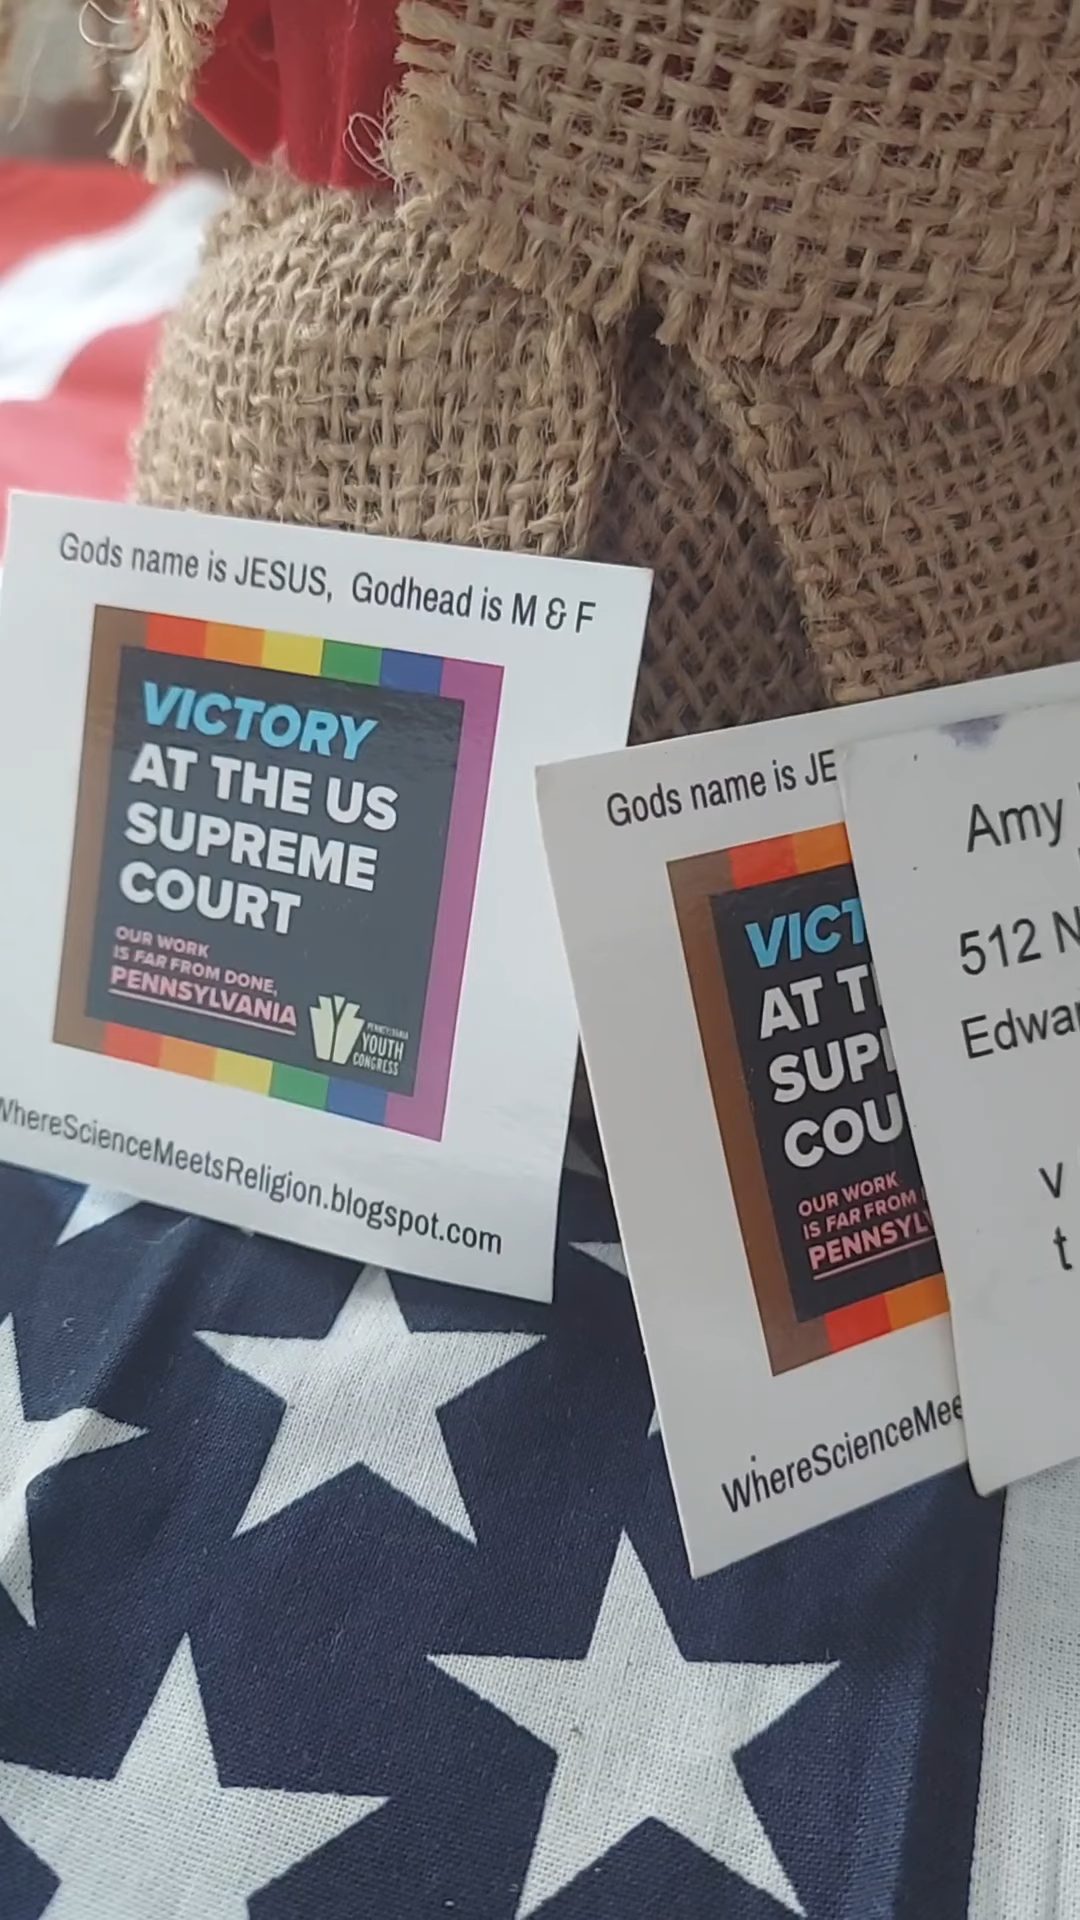 Gods name is JESUS, Godhead is M & F
VICTORY
AT THE US
SUPREME
COURT
OUR WORK
IS FAR FROM DONE,
PENNSYLVANIA
PENNSYLVANIA
YOUTH
CONGRESS
WhereScienceMeetsReligion.blogspot.com
Gods name is JE
VICT
AT T
SUP
COU
OUR WORK
IS FAR FROM
PENNSYL
WhereScienceMee
Amy
512 N
Edwar
v
t